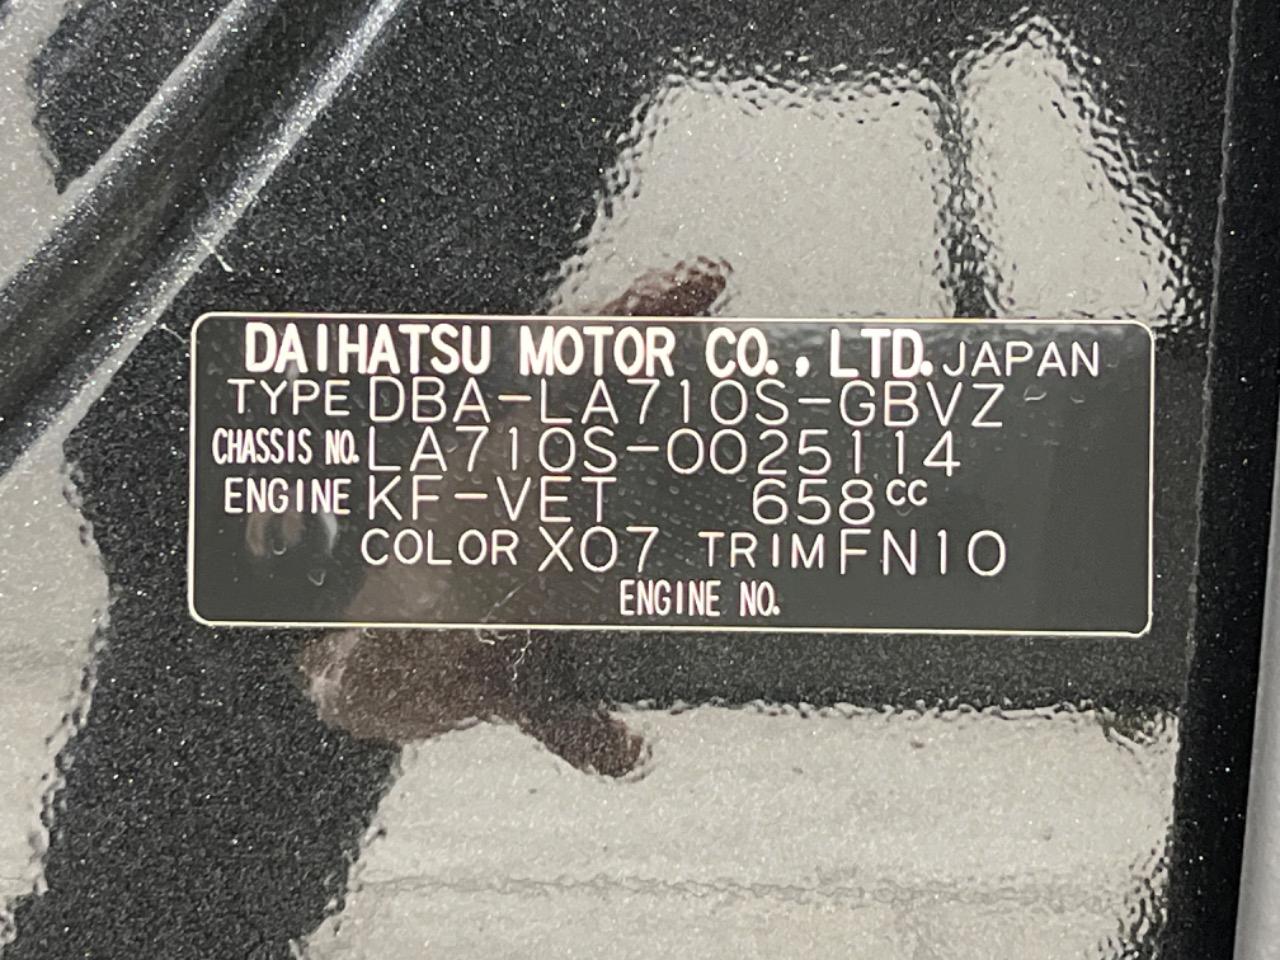 DAIHATSU MOTOR CO., LTD. JAPAN
TYPE DBA-LA710S-GBVZ
CHASSIS NO. LA710S-0025114
ENGINE KF-VET 658cc
COLOR X07 TRIM FN10
ENGINE NO.